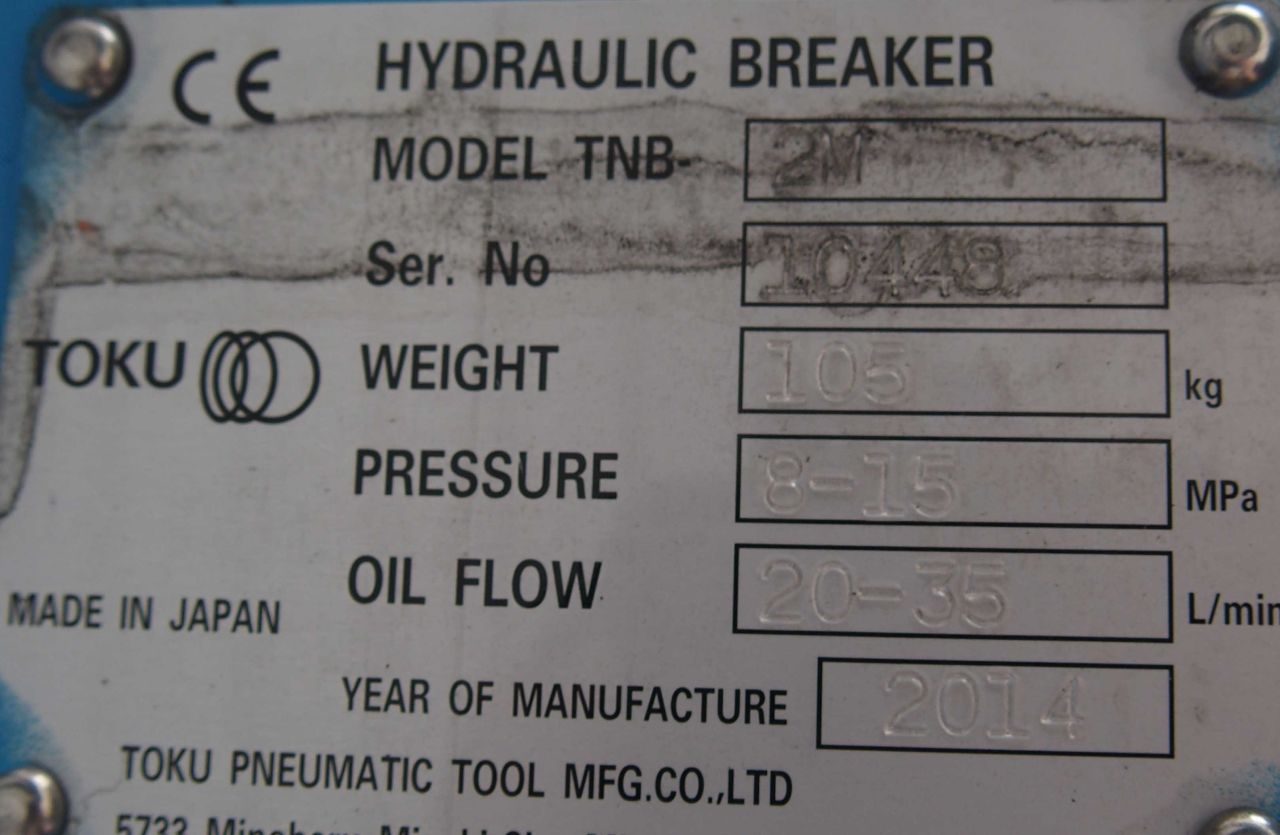 CE HYDRAULIC BREAKER
MODEL TNB- 2M
Ser. No 10448
TOKU WEIGHT 105 kg
PRESSURE 8-15 MPa
OIL FLOW 20-35 L/min
MADE IN JAPAN
YEAR OF MANUFACTURE 2014
TOKU PNEUMATIC TOOL MFG.CO.,LTD
5733